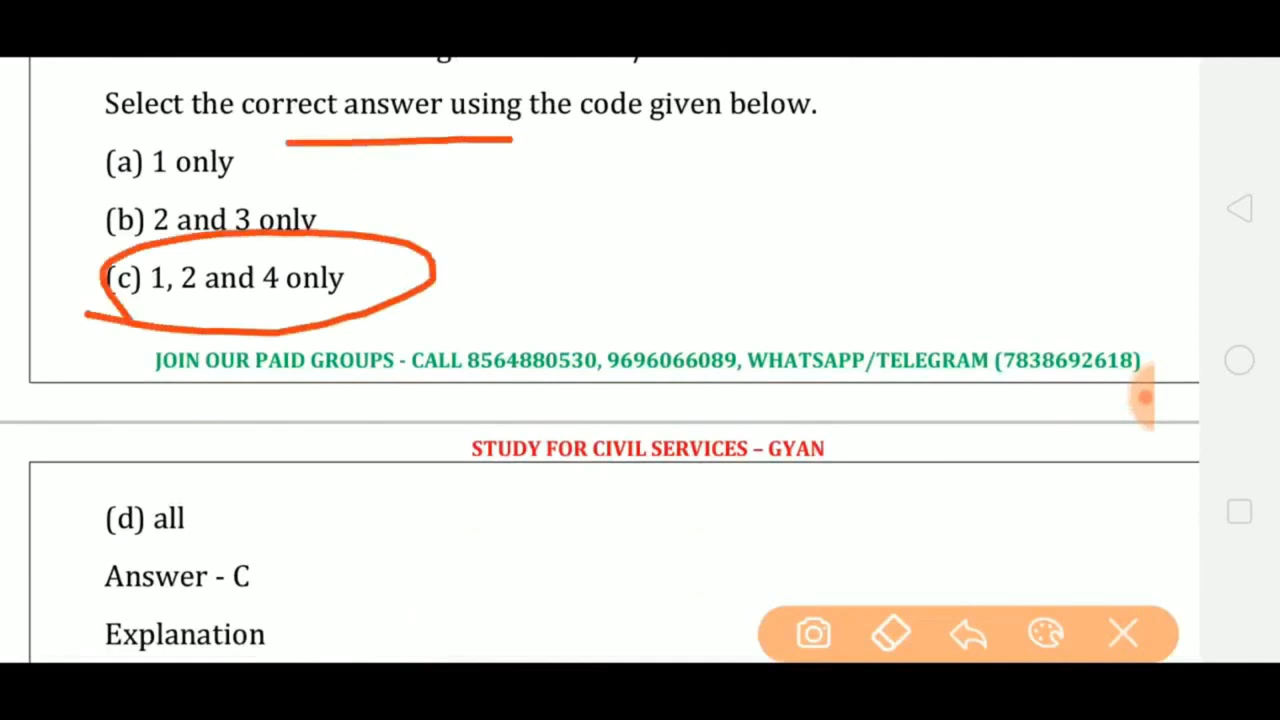 Select the correct answer using the code given below.
(a) 1 only
(b) 2 and 3 only
(c) 1, 2 and 4 only
JOIN OUR PAID GROUPS - CALL 8564880530, 9696066089, WHATSAPP/TELEGRAM (7838692618)
STUDY FOR CIVIL SERVICES – GYAN
(d) all
Answer - C
Explanation